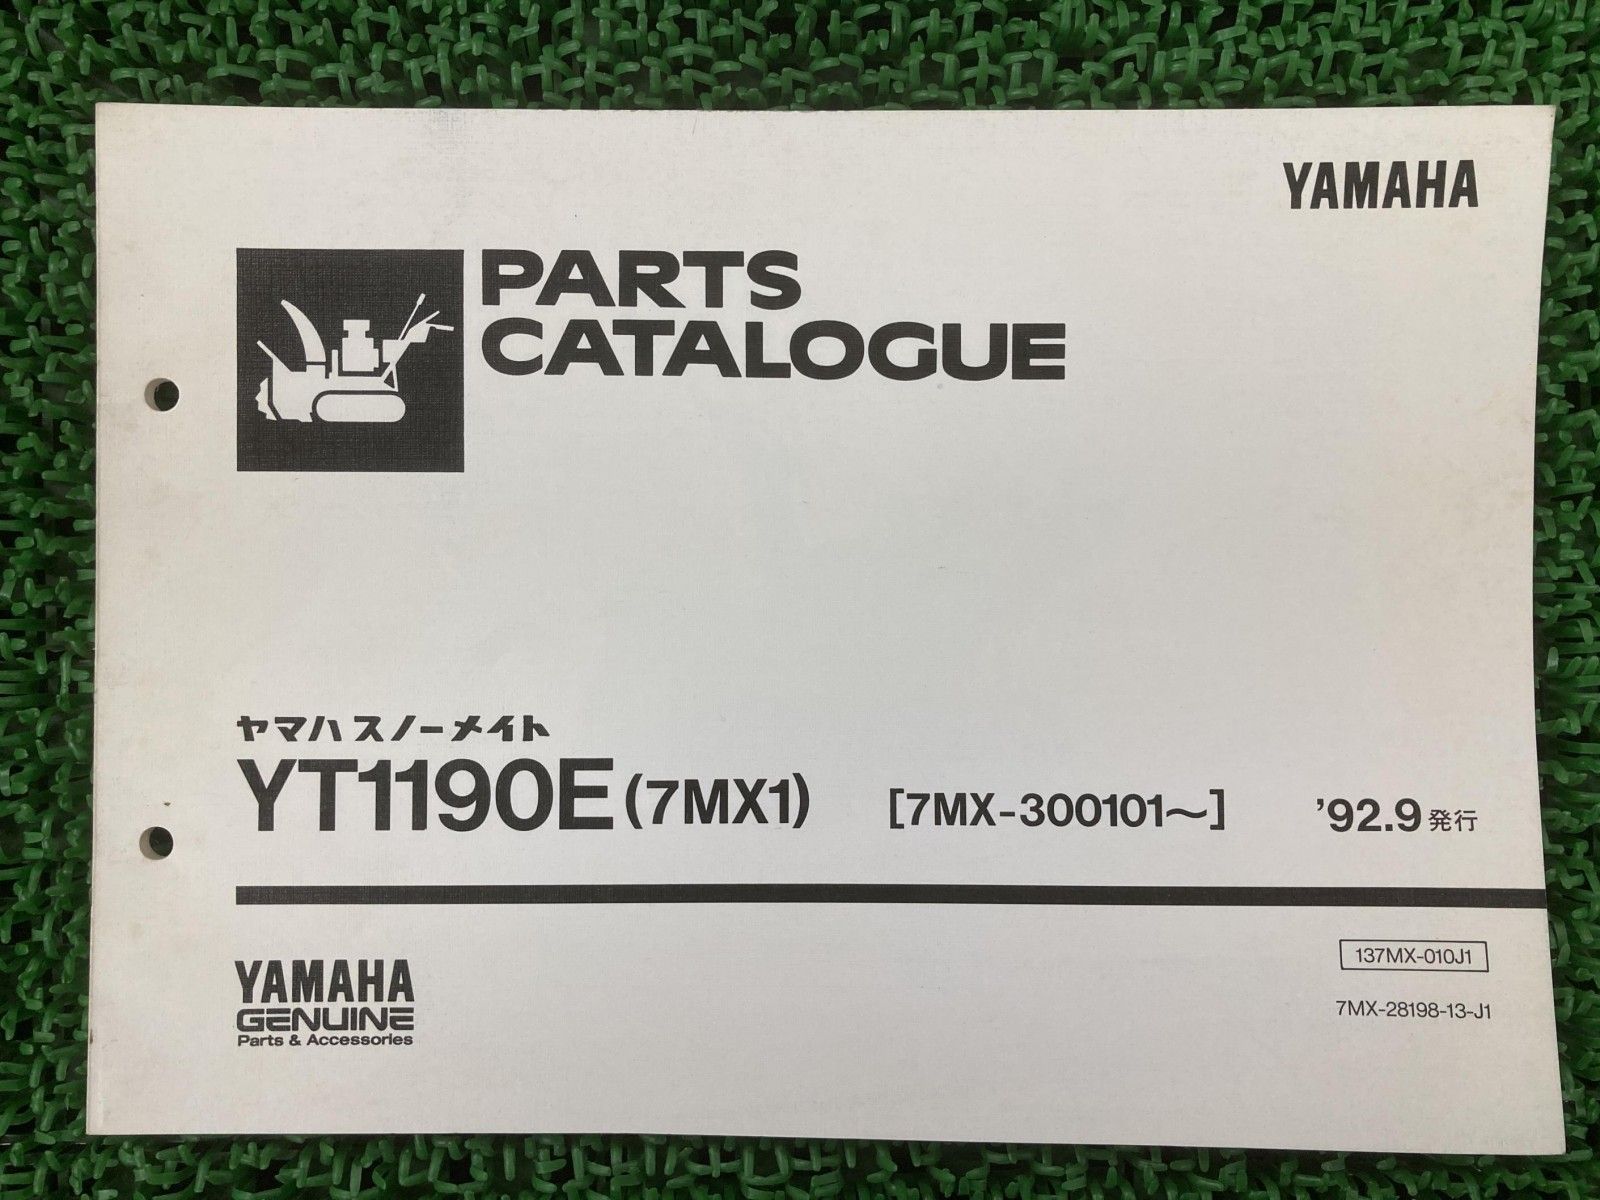 YAMAHA
PARTS
CATALOGUE
ヤマハ スノーメイト
YT1190E (7MX1) [7MX-300101〜] ’92.9 発行
137MX-010J1
7MX-28198-13-J1
YAMAHA
GENUINE
Parts & Accessories